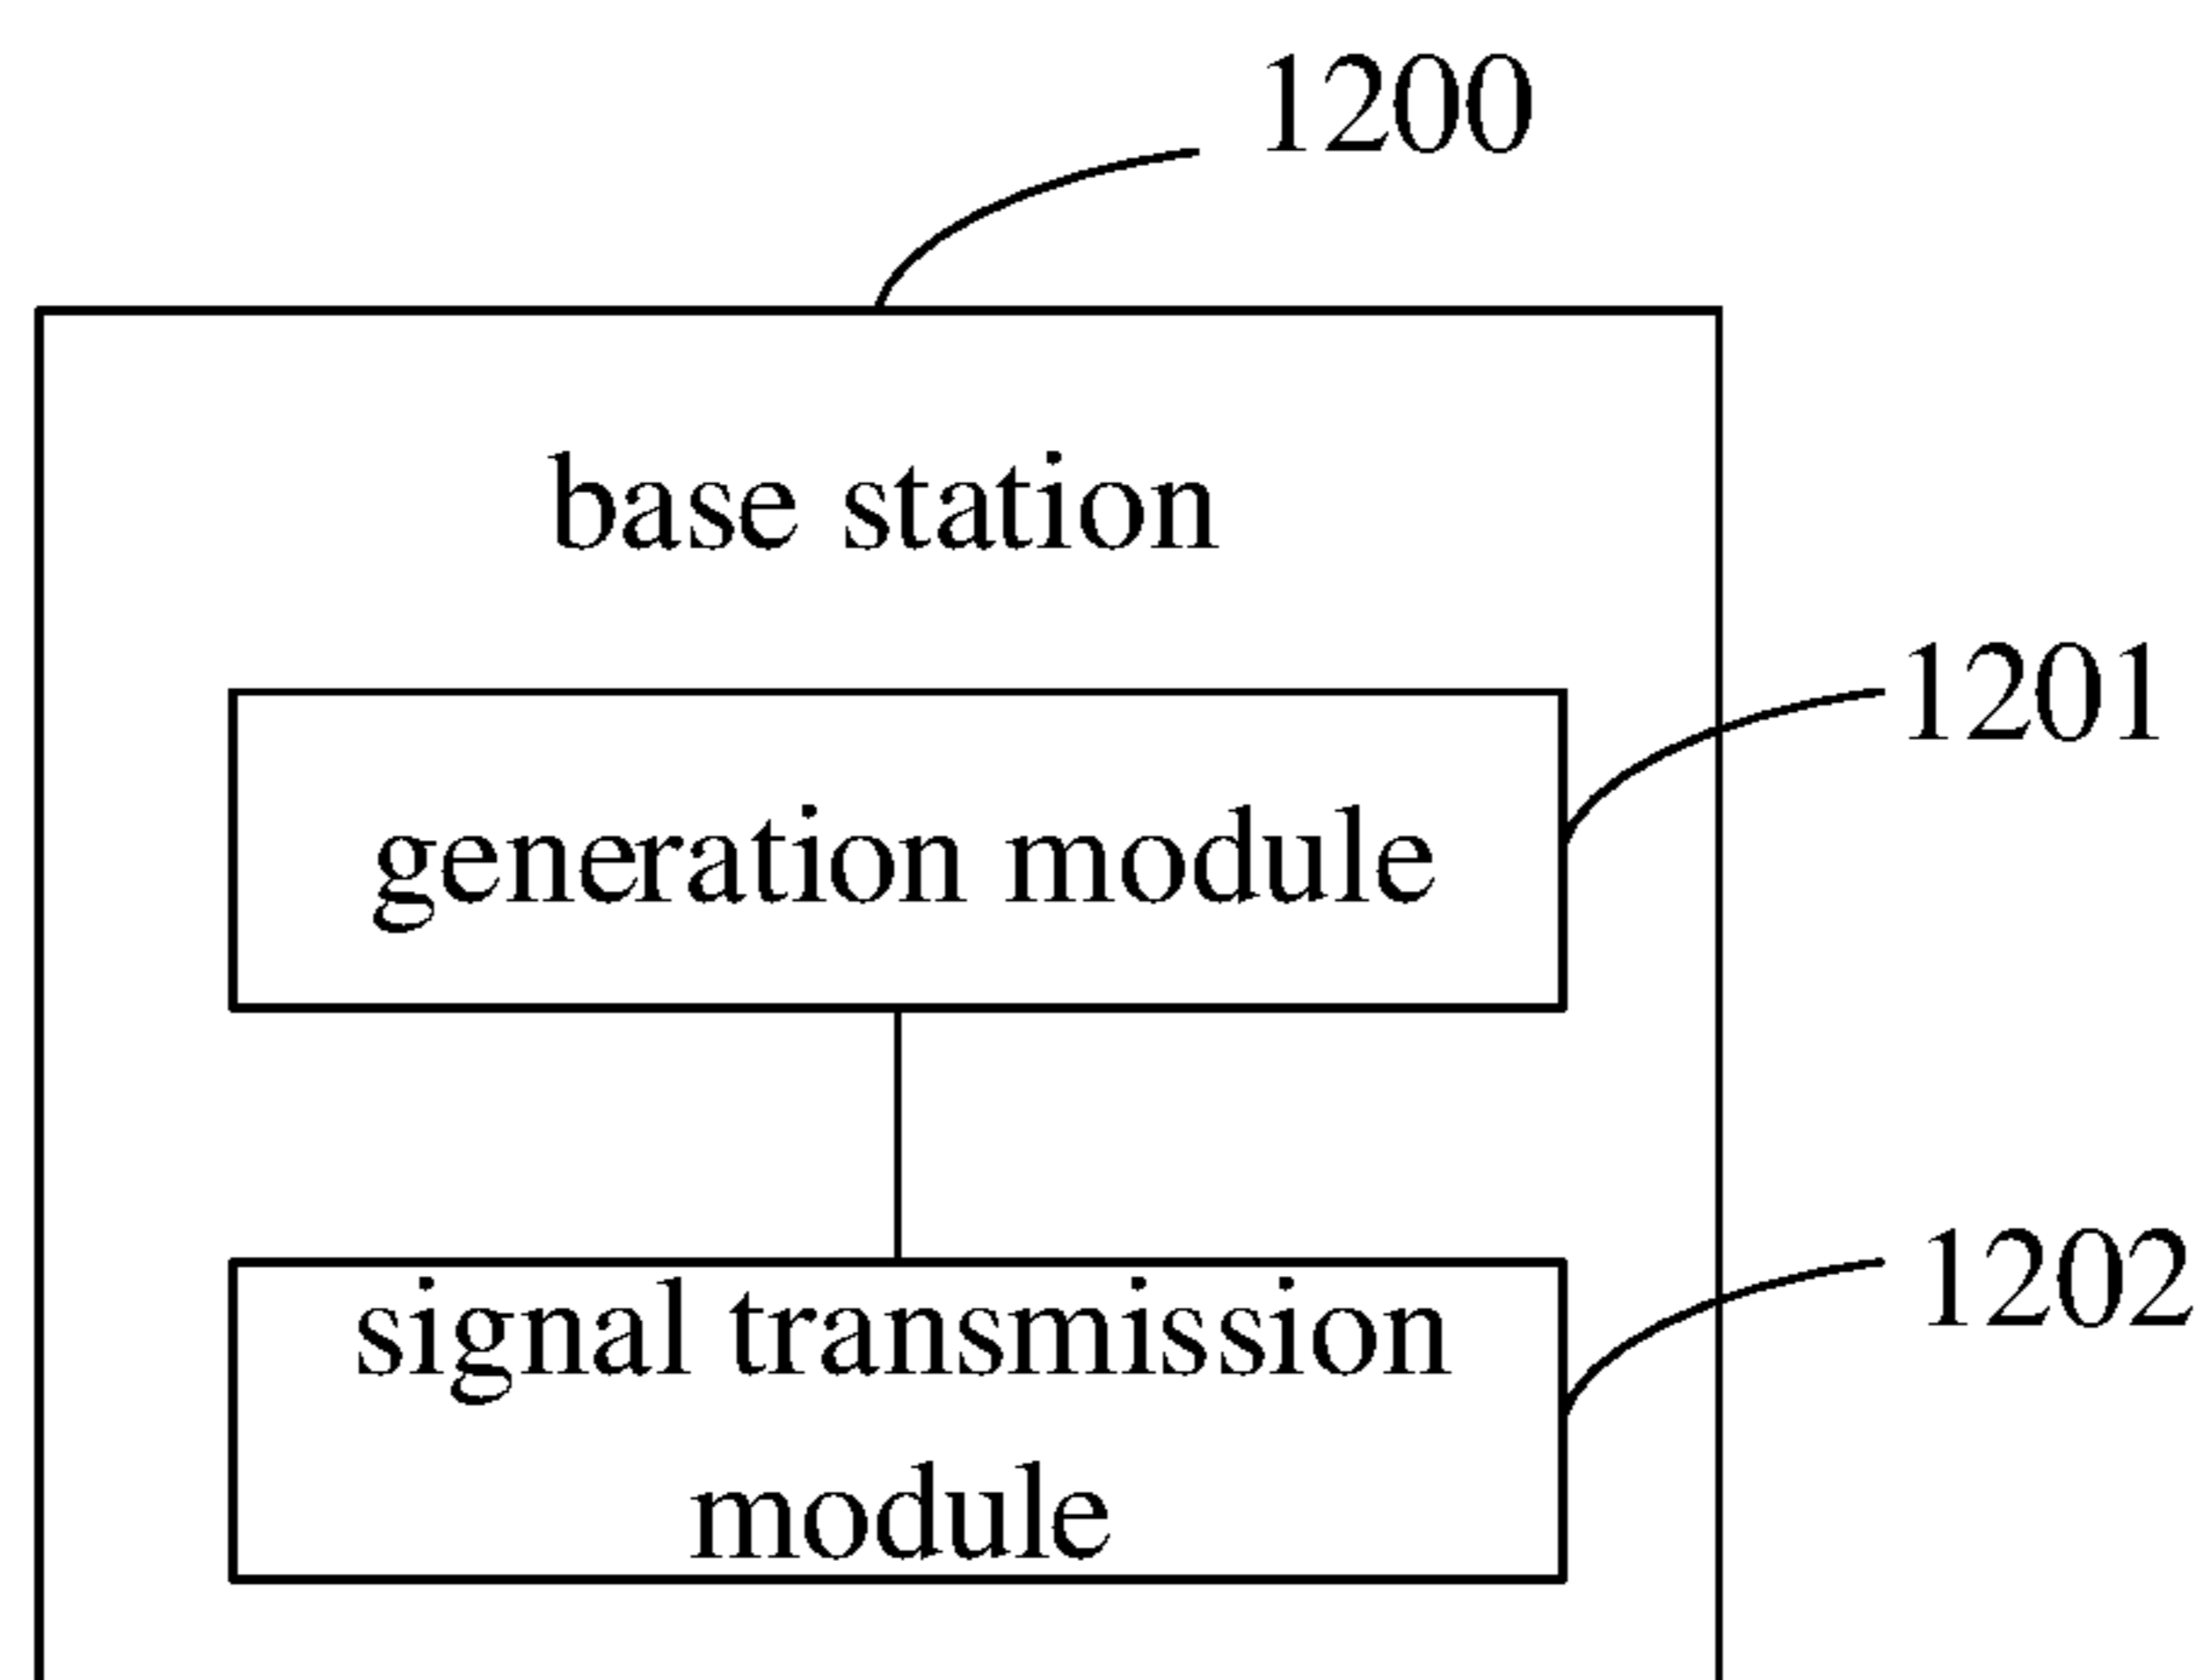 1200
base station
1201
generation module
1202
signal transmission
module